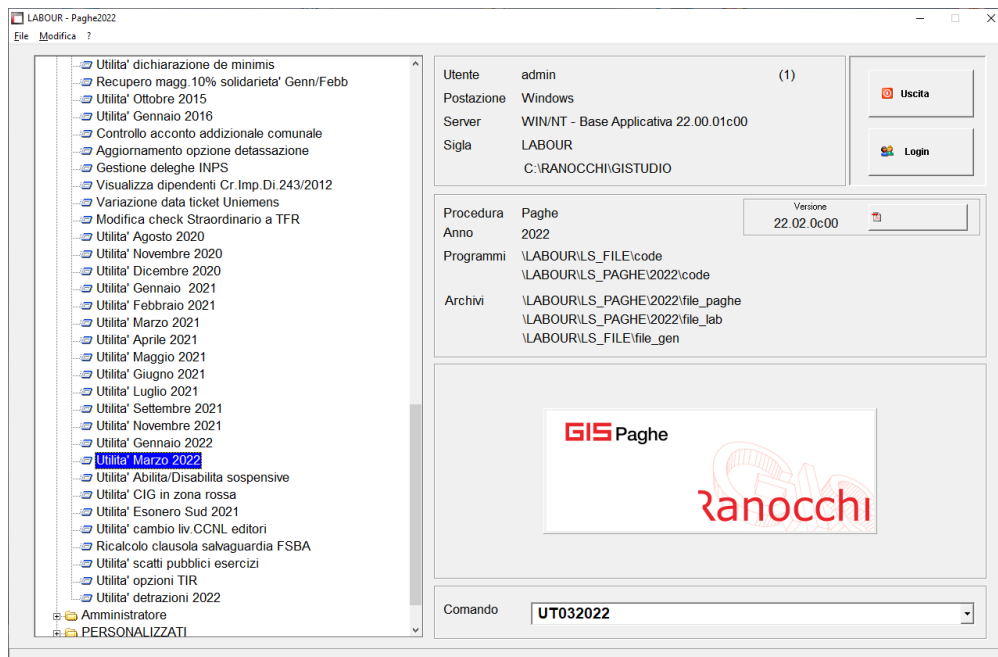 LABOUR - Paghe2022
File Modifica ?
Utilita' dichiarazione de minimis
Recupero magg.10% solidarieta' Genn/Febb
Utilita' Ottobre 2015
Utilita' Gennaio 2016
Controllo acconto addizionale comunale
Aggiornamento opzione detassazione
Gestione deleghe INPS
Visualizza dipendenti Cr.Imp.Di.243/2012
Variazione data ticket Uniemens
Modifica check Straordinario a TFR
Utilita' Agosto 2020
Utilita' Novembre 2020
Utilita' Dicembre 2020
Utilita' Gennaio 2021
Utilita' Febbraio 2021
Utilita' Marzo 2021
Utilita' Aprile 2021
Utilita' Maggio 2021
Utilita' Giugno 2021
Utilita' Luglio 2021
Utilita' Settembre 2021
Utilita' Novembre 2021
Utilita' Gennaio 2022
Utilita' Marzo 2022
Utilita' Abilita/Disabilita sospensive
Utilita' CIG in zona rossa
Utilita' Esonero Sud 2021
Utilita' cambio liv.CCNL editori
Ricalcolo clausola salvaguardia FSBA
Utilita' scatti pubblici esercizi
Utilita' opzioni TIR
Utilita' detrazioni 2022
Amministratore
PERSONALIZZATI
Utente admin (1)
Postazione Windows
Server WIN/NT - Base Applicativa 22.00.01c00
Sigla LABOUR
C:\RANOCCHI\GISTUDIO
Uscita
Login
Procedura Paghe
Anno 2022
Versione
22.02.0c00
Programmi \LABOUR\LS_FILE\code
\LABOUR\LS_PAGHE\2022\code
Archivi \LABOUR\LS_PAGHE\2022\file_paghe
\LABOUR\LS_PAGHE\2022\file_lab
\LABOUR\LS_FILE\file_gen
GIS Paghe
Ranocchi
Comando UT032022